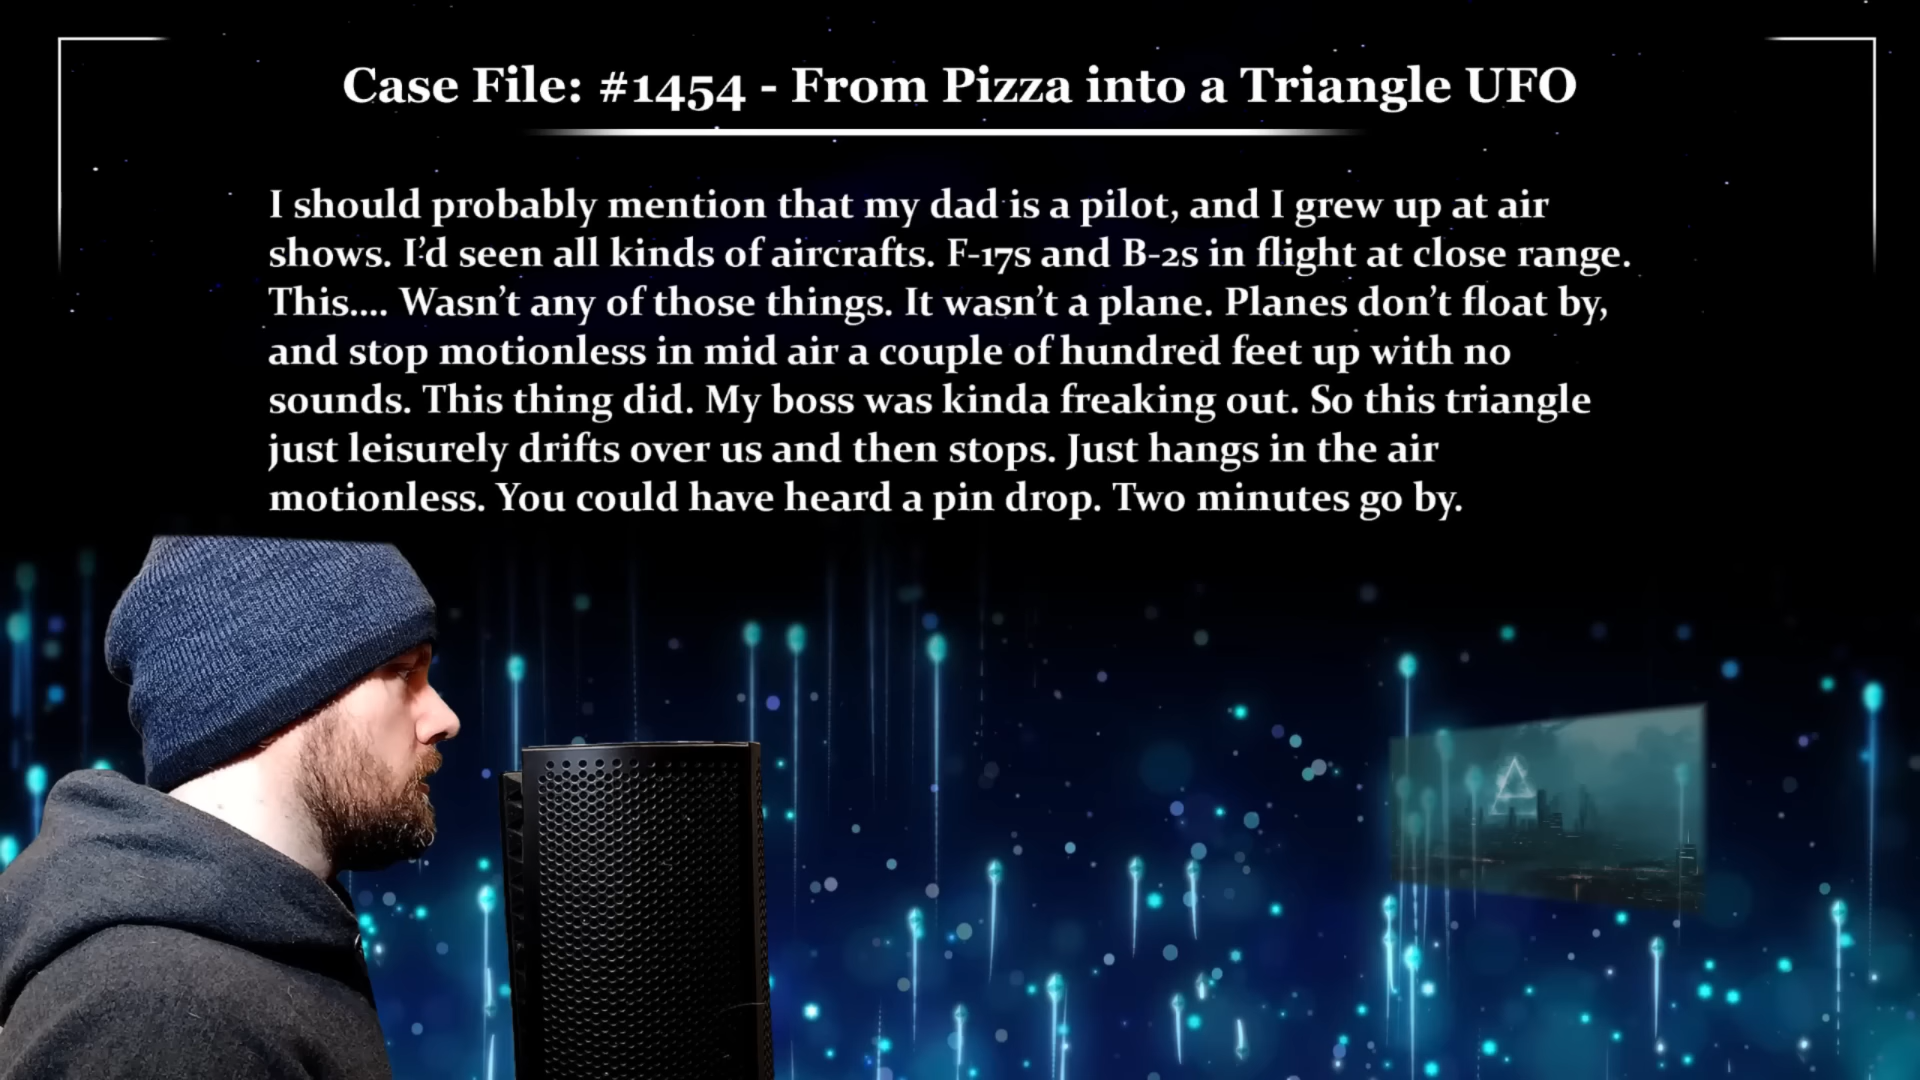 Case File: #1454 - From Pizza into a Triangle UFO
I should probably mention that my dad is a pilot, and I grew up at air
shows. I'd seen all kinds of aircrafts. F-17s and B-2s in flight at close range.
This.... Wasn't any of those things. It wasn't a plane. Planes don't float by,
and stop motionless in mid air a couple of hundred feet up with no
sounds. This thing did. My boss was kinda freaking out. So this triangle
just leisurely drifts over us and then stops. Just hangs in the air
motionless. You could have heard a pin drop. Two minutes go by.